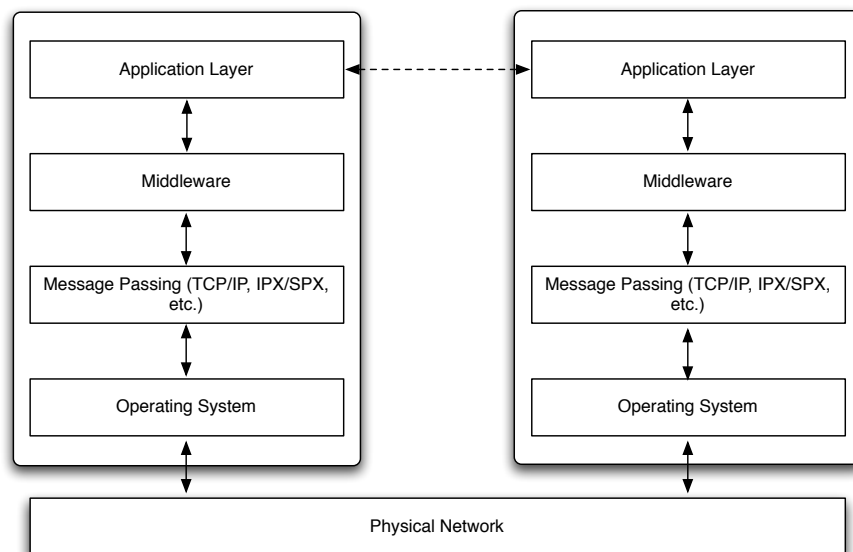 Application Layer
Application Layer
Middleware
Middleware
Message Passing (TCP/IP, IPX/SPX,
etc.)
Message Passing (TCP/IP, IPX/SPX,
etc.)
Operating System
Operating System
Physical Network